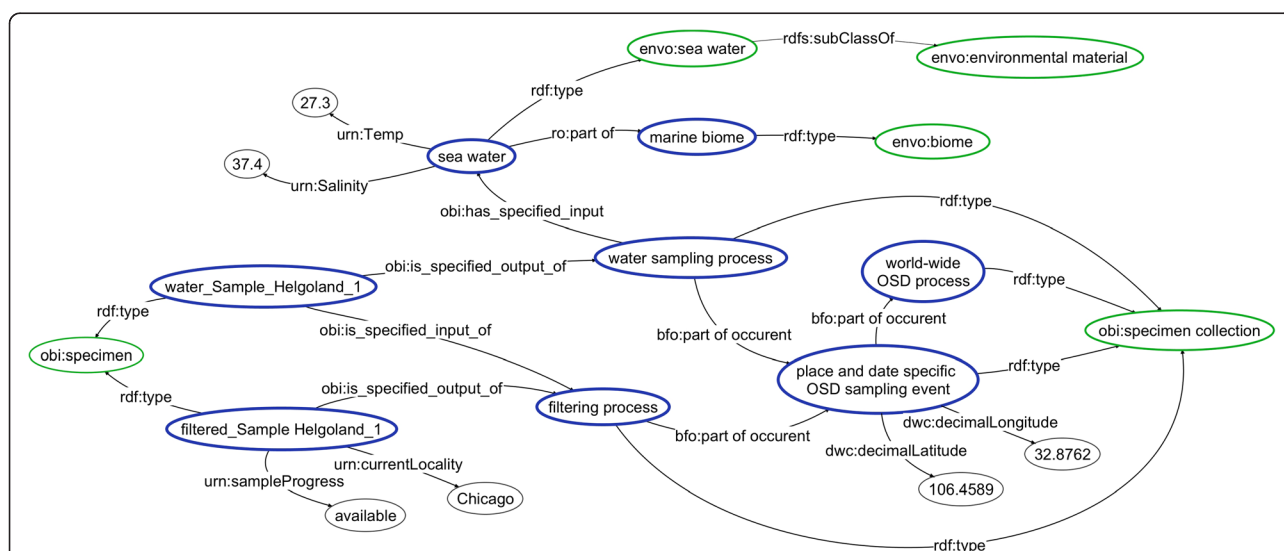 envo:sea water
rdfs:subClassOf
envo:environmental material
rdf:type
27.3
urn:Temp
ro:part of
marine biome
rdf:type
envo:biome
sea water
37.4
urn:Salinity
obi:has_specified_input
rdf:type
obi:is_specified_output_of
water sampling process
world-wide
OSD process
rdf:type
water_Sample_Helgoland_1
rdf:type
obi:is_specified_input_of
bfo:part of occurent
bfo:part of occurent
obi:specimen collection
obi:specimen
place and date specific
OSD sampling event
rdf:type
rdf:type
obi:is_specified_output_of
filtering process
filtered_Sample Helgoland_1
bfo:part of occurent
dwc:decimalLongitude
dwc:decimalLatitude
32.8762
urn:currentLocality
urn:sampleProgress
106.4589
Chicago
available
rdf:type